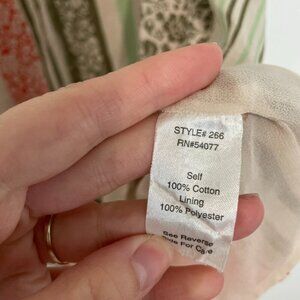 STYLE# 266
RN#54077
Self
100% Cotton
Lining
100% Polyester
See Reverse
Side For Care